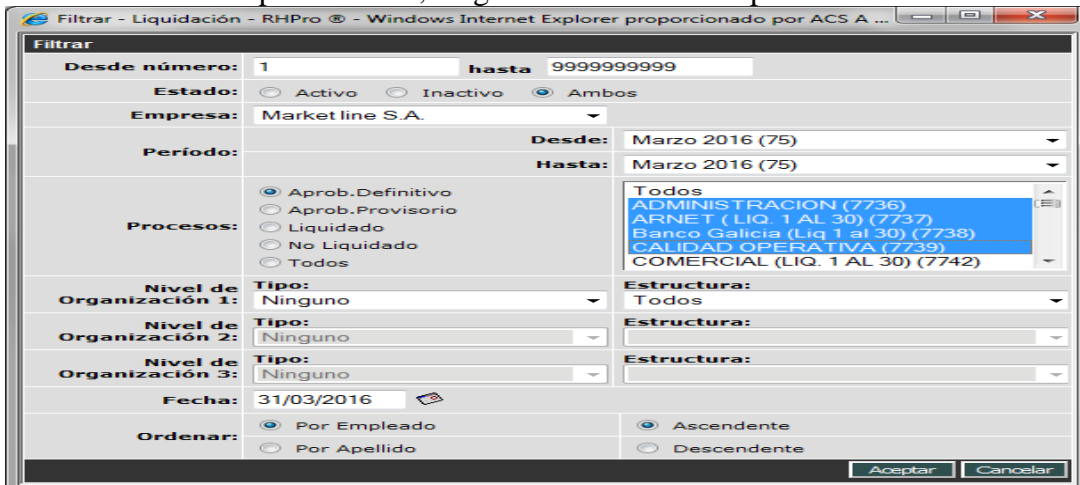 Filtrar - Liquidación - RHPro ® - Windows Internet Explorer proporcionado por ACS A ...
Filtrar
Desde número: 1 hasta 9999999999
Estado: Activo Inactivo Ambos
Empresa: Market line S.A.
Período: Desde: Marzo 2016 (75)
Hasta: Marzo 2016 (75)
Procesos:
Aprob.Definitivo
Aprob.Provisorio
Liquidado
No Liquidado
Todos
Todos
ADMINISTRACION (7736)
ARNET ( LIQ. 1 AL 30) (7737)
Banco Galicia (Liq 1 al 30) (7738)
CALIDAD OPERATIVA (7739)
COMERCIAL (LIQ. 1 AL 30) (7742)
Nivel de Organización 1: Tipo: Estructura:
Ninguno Todos
Nivel de Organización 2: Tipo: Estructura:
Ninguno
Nivel de Organización 3: Tipo: Estructura:
Ninguno
Fecha: 31/03/2016
Ordenar: Por Empleado Ascendente
Por Apellido Descendente
Aceptar Cancelar